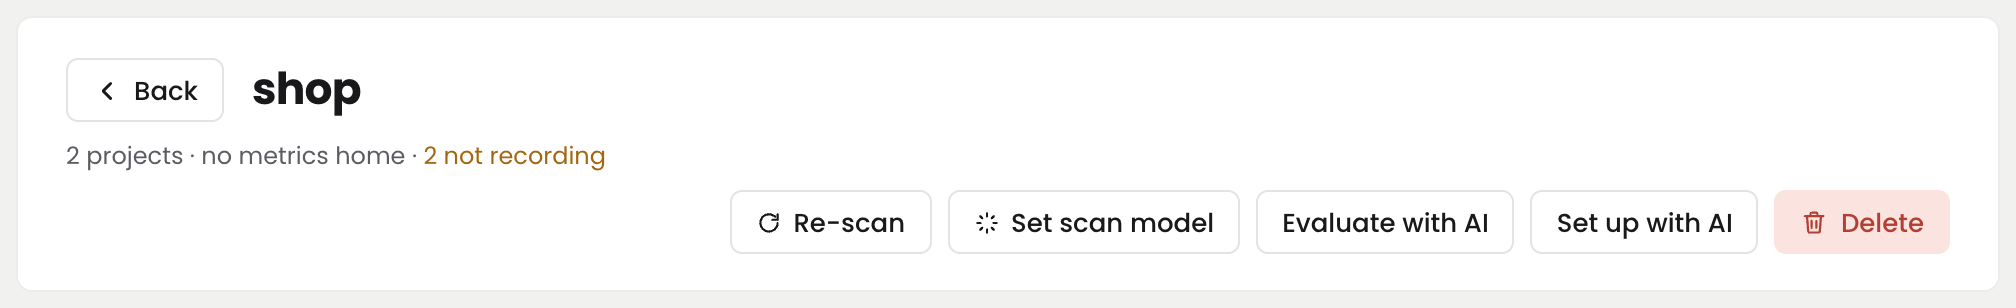 Back
shop
2 projects · no metrics home · 2 not recording
Re-scan
Set scan model
Evaluate with AI
Set up with AI
Delete